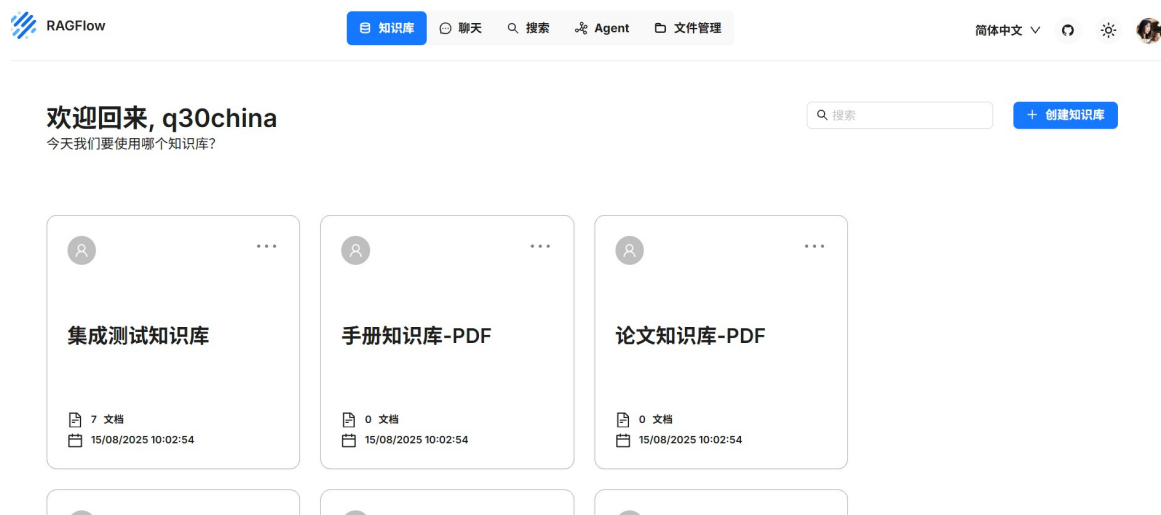 RAGFlow
知识库 聊天 搜索 Agent 文件管理
简体中文
欢迎回来, q30china
今天我们要使用哪个知识库?
搜索
创建知识库
集成测试知识库
7 文档
15/08/2025 10:02:54
手册知识库-PDF
0 文档
15/08/2025 10:02:54
论文知识库-PDF
0 文档
15/08/2025 10:02:54